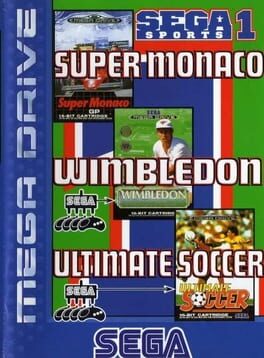 MEGA DRIVE
SEGA
SPORTS 1
SUPER MONACO
Super Monaco
GP
16-BIT CARTRIDGE
WIMBLEDON
SEGA
WIMBLEDON
16-BIT CARTRIDGE
ULTIMATE SOCCER
SEGA
ULTIMATE
SOCCER
16-BIT CARTRIDGE
SEGA
SEGA